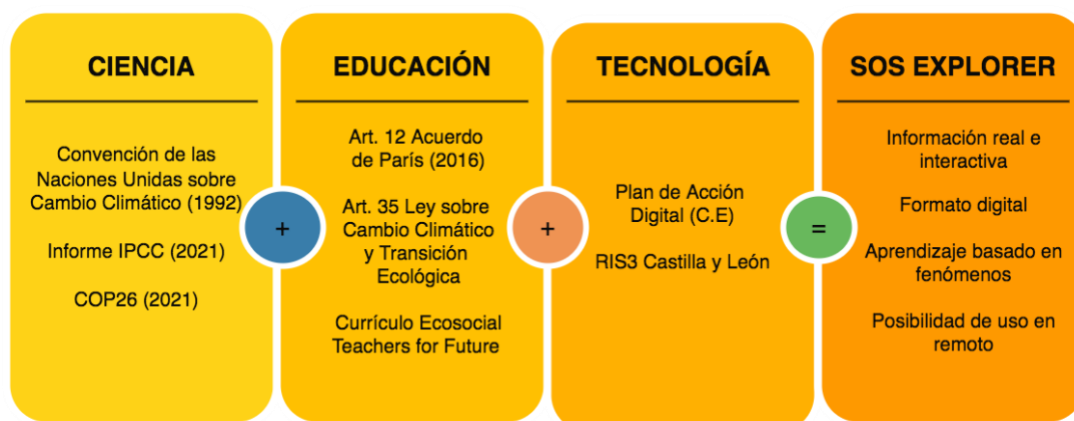 CIENCIA
Convención de las
Naciones Unidas sobre
Cambio Climático (1992)
Informe IPCC (2021)
COP26 (2021)
+
EDUCACIÓN
Art. 12 Acuerdo
de París (2016)
Art. 35 Ley sobre
Cambio Climático
y Transición
Ecológica
Currículo Ecosocial
Teachers for Future
+
TECNOLOGÍA
Plan de Acción
Digital (C.E)
RIS3 Castilla y León
=
SOS EXPLORER
Información real e
interactiva
Formato digital
Aprendizaje basado en
fenómenos
Posibilidad de uso en
remoto